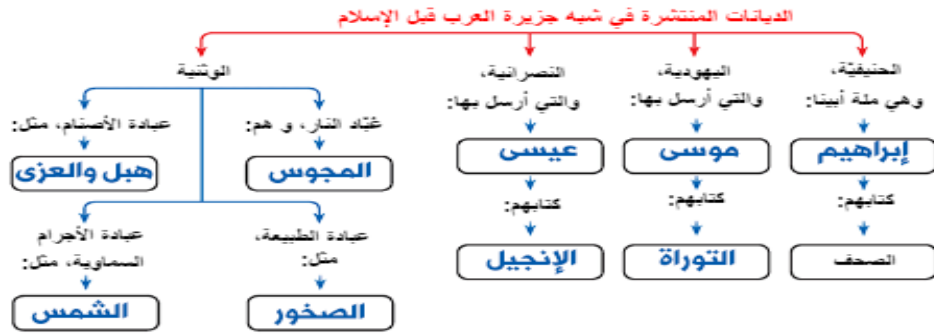 الديانات المنتشرة في شبه جزيرة العرب قبل الإسلام
الحنيفيّة،
وهي ملة أبينا:
إبراهيم
كتابهم:
الصحف
اليهودية،
والتي أرسل بها:
موسى
كتابهم:
التوراة
النصرانية،
والتي أرسل بها:
عيسى
كتابهم:
الإنجيل
الوثنية
عُبّاد النار، و هم:
المجوس
عبادة الأصنام، مثل:
هبل والعزى
عبادة الطبيعة،
مثل:
الصخور
عبادة الأجرام
السماوية، مثل:
الشمس